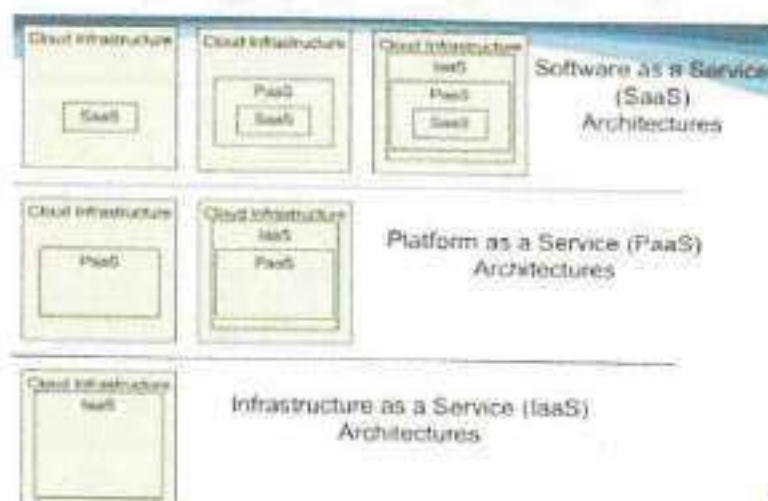 Cloud Infrastructure
SaaS
Cloud Infrastructure
PaaS
SaaS
Cloud Infrastructure
IaaS
PaaS
SaaS
Software as a Service
(SaaS)
Architectures
Cloud Infrastructure
PaaS
Cloud Infrastructure
IaaS
PaaS
Platform as a Service (PaaS)
Architectures
Cloud Infrastructure
IaaS
Infrastructure as a Service (IaaS)
Architectures